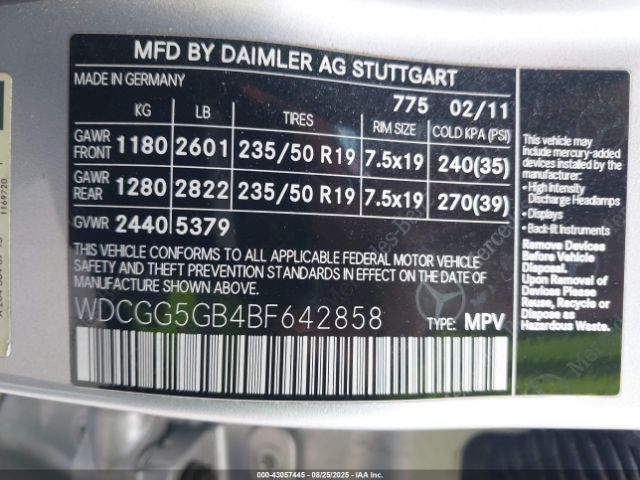 MFD BY DAIMLER AG STUTTGART
MADE IN GERMANY
775 02/11
KG LB TIRES RIM SIZE COLD KPA (PSI)
GAWR FRONT 1180 2601 235/50 R19 7.5x19 240(35)
GAWR REAR 1280 2822 235/50 R19 7.5x19 270(39)
GVWR 2440 5379
THIS VEHICLE CONFORMS TO ALL APPLICABLE FEDERAL MOTOR VEHICLE
SAFETY AND THEFT PREVENTION STANDARDS IN EFFECT ON THE DATE
OF MANUFACTURE SHOWN ABOVE.
WDCGG5GB4BF642858
TYPE: MPV
This vehicle may
include mercury-added
devices installed by the
manufacturer:
- High Intensity
Discharge Headlamps
- Displays
- Back-lit Instruments
Remove Devices
Before Vehicle
Disposal.
Upon Removal of
Devices Please
Reuse, Recycle or
Dispose as
Hazardous Waste.
1169720
000-43057445 - 08/25/2025 - IAAI.COM